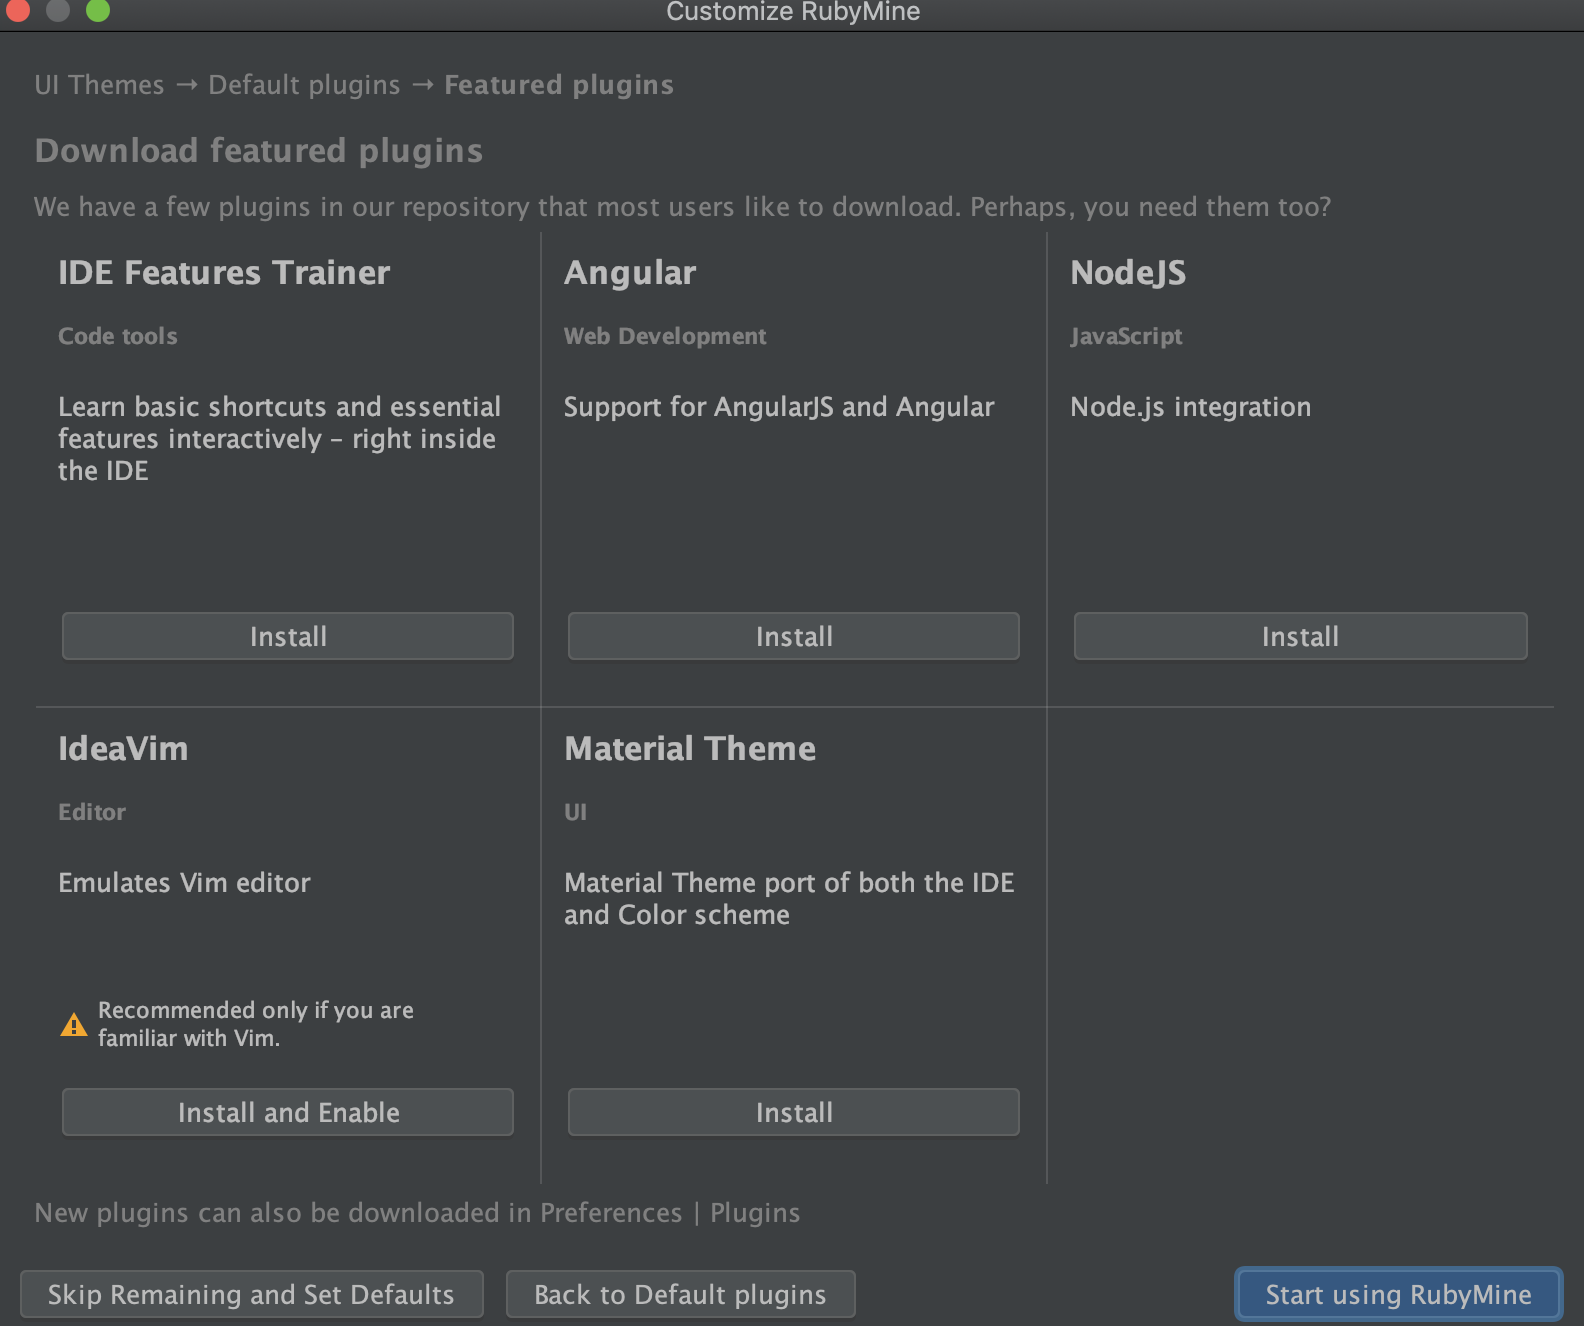 Customize RubyMine
UI Themes → Default plugins → Featured plugins
Download featured plugins
We have a few plugins in our repository that most users like to download. Perhaps, you need them too?
IDE Features Trainer
Code tools
Learn basic shortcuts and essential
features interactively – right inside
the IDE
Install
Angular
Web Development
Support for AngularJS and Angular
Install
NodeJS
JavaScript
Node.js integration
Install
IdeaVim
Editor
Emulates Vim editor
Recommended only if you are
familiar with Vim.
Install and Enable
Material Theme
UI
Material Theme port of both the IDE
and Color scheme
Install
New plugins can also be downloaded in Preferences | Plugins
Skip Remaining and Set Defaults
Back to Default plugins
Start using RubyMine